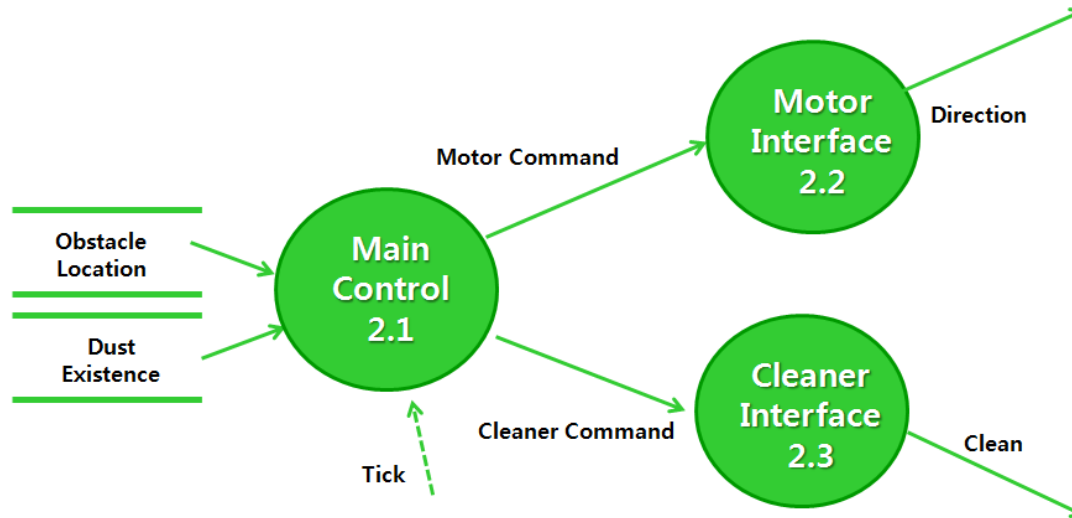 Motor
Interface
2.2
Direction
Motor Command
Main
Control
2.1
Obstacle
Location
Dust
Existence
Cleaner Command
Tick
Cleaner
Interface
2.3
Clean